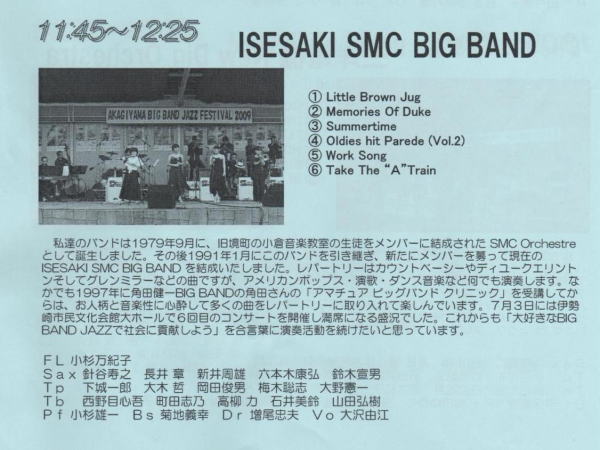 11:45~12:25
ISESAKI SMC BIG BAND
AKAGIYAMA BIG BAND JAZZ FESTIVAL 2009
① Little Brown Jug
② Memories Of Duke
③ Summertime
④ Oldies hit Parede (Vol.2)
⑤ Work Song
⑥ Take The “A”Train
私達のバンドは1979年9月に、旧境町の小倉音楽教室の生徒をメンバーに結成された SMC Orchestre
として誕生しました。その後1991年1月にこのバンドを引き継ぎ、新たにメンバーを募って現在の
ISESAKI SMC BIG BAND を結成いたしました。レパートリーはカウントベーシーやディユークエリント
ンそしてグレンミラーなどの曲ですが、アメリカンポップス・演歌・ダンス音楽など何でも演奏します。な
かでも1997年に角田健一BIG BANDの角田さんの「アマチュア ビッグバンド クリニック」を受講してか
らは、お人柄と音楽性に心酔して多くの曲をレパートリーに取り入れて楽しんでいます。7月3日には伊勢
崎市民文化会館大ホールで6回目のコンサートを開催し満席になる盛況でした。これからも「大好きなBIG
BAND JAZZで社会に貢献しよう」を合言葉に演奏活動を続けたいと思っています。
FL 小杉万紀子
Sax 針谷寿之 長井 章 新井周雄 六本木康弘 鈴木宣男
Tp 下城一郎 大木 哲 岡田俊男 梅木聡志 大野憲一
Tb 西野目心吾 町田志乃 高柳 力 石井美鈴 山田弘樹
Pf 小杉雄一 Bs 菊地義幸 Dr 増尾忠夫 Vo 大沢由江